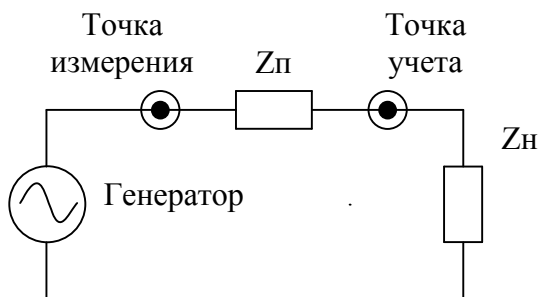 Точка
измерения
Zп
Точка
учета
Zн
Генератор